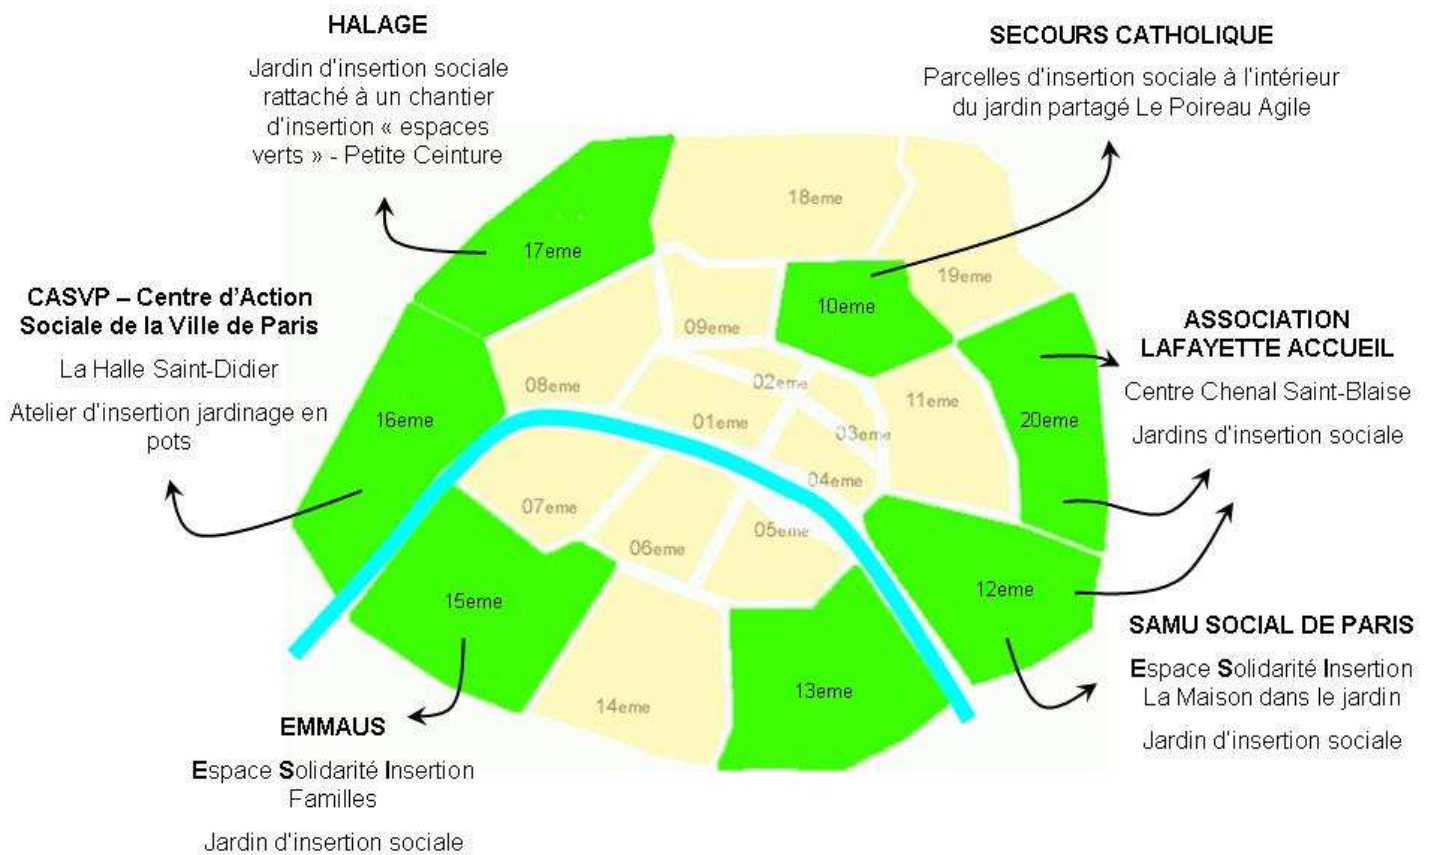 HALAGE
Jardin d'insertion sociale
rattaché à un chantier
d'insertion « espaces
verts » - Petite Ceinture
SECOURS CATHOLIQUE
Parcelles d'insertion sociale à l'intérieur
du jardin partagé Le Poireau Agile
CASVP – Centre d'Action
Sociale de la Ville de Paris
La Halle Saint-Didier
Atelier d'insertion jardinage en
pots
ASSOCIATION
LAFAYETTE ACCUEIL
Centre Chenal Saint-Blaise
Jardins d'insertion sociale
SAMU SOCIAL DE PARIS
Espace Solidarité Insertion
La Maison dans le jardin
Jardin d'insertion sociale
EMMAUS
Espace Solidarité Insertion
Familles
Jardin d'insertion sociale
18eme
17eme
19eme
10eme
09eme
08eme
02eme
11eme
16eme
01eme
20eme
03eme
04eme
07eme
05eme
06eme
12eme
15eme
13eme
14eme